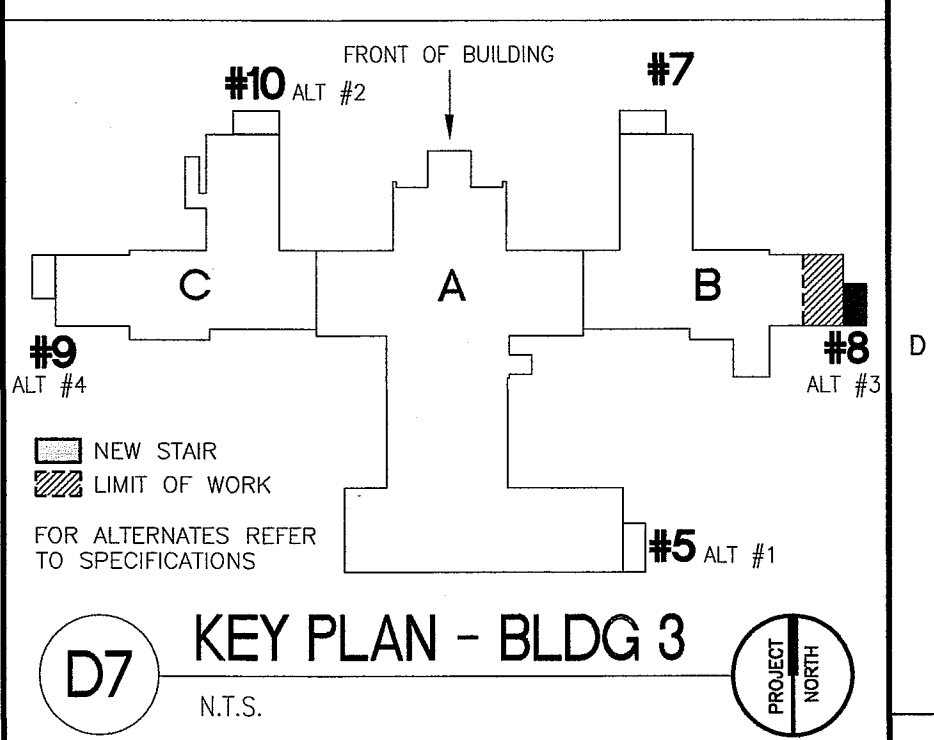 FRONT OF BUILDING
#10 ALT #2
#7
C
A
B
#9
ALT #4
#8
ALT #3
D
NEW STAIR
LIMIT OF WORK
FOR ALTERNATES REFER
TO SPECIFICATIONS
#5 ALT #1
D7
KEY PLAN - BLDG 3
N.T.S.
PROJECT
NORTH